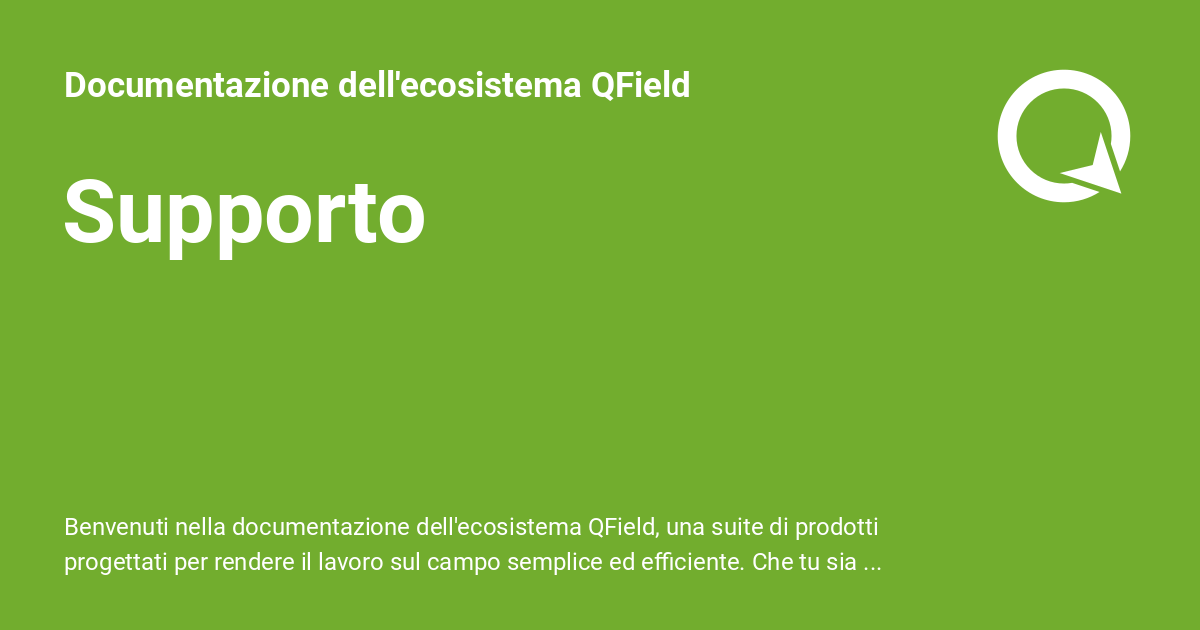 Documentazione dell'ecosistema QField
Supporto
Benvenuti nella documentazione dell'ecosistema QField, una suite di prodotti
progettati per rendere il lavoro sul campo semplice ed efficiente. Che tu sia ...